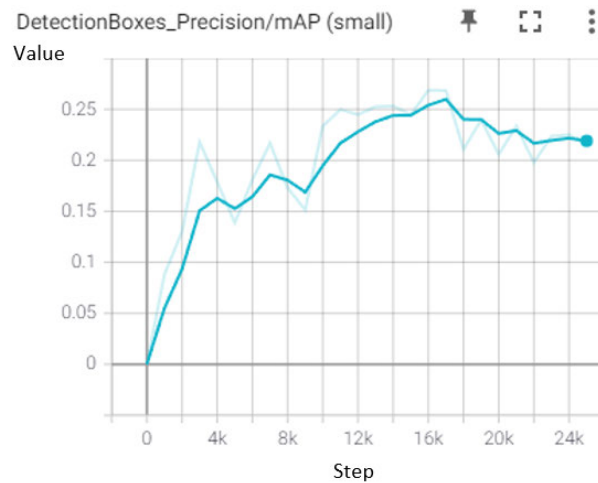 DetectionBoxes_Precision/mAP (small)
Value
0.25
0.2
0.15
0.1
0.05
0
0 4k 8k 12k 16k 20k 24k
Step